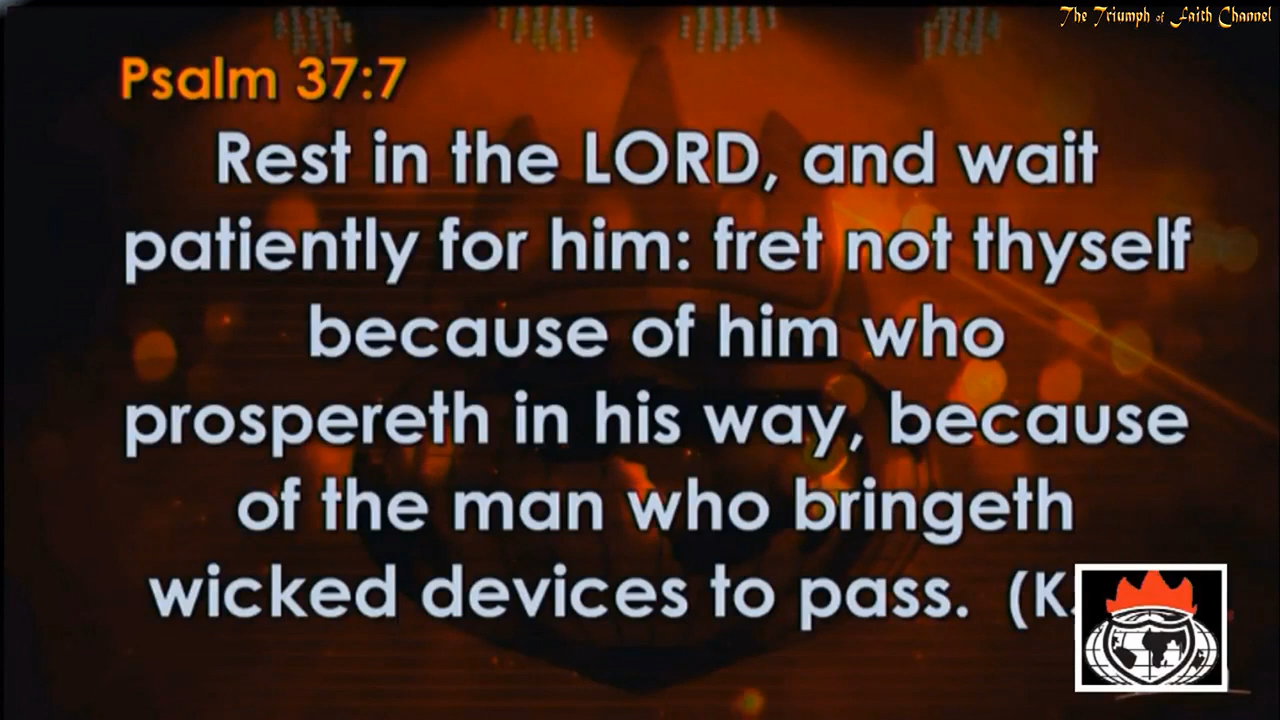 The Triumph of Faith Channel
Psalm 37:7
Rest in the LORD, and wait
patiently for him: fret not thyself
because of him who
prospereth in his way, because
of the man who bringeth
wicked devices to pass. (K